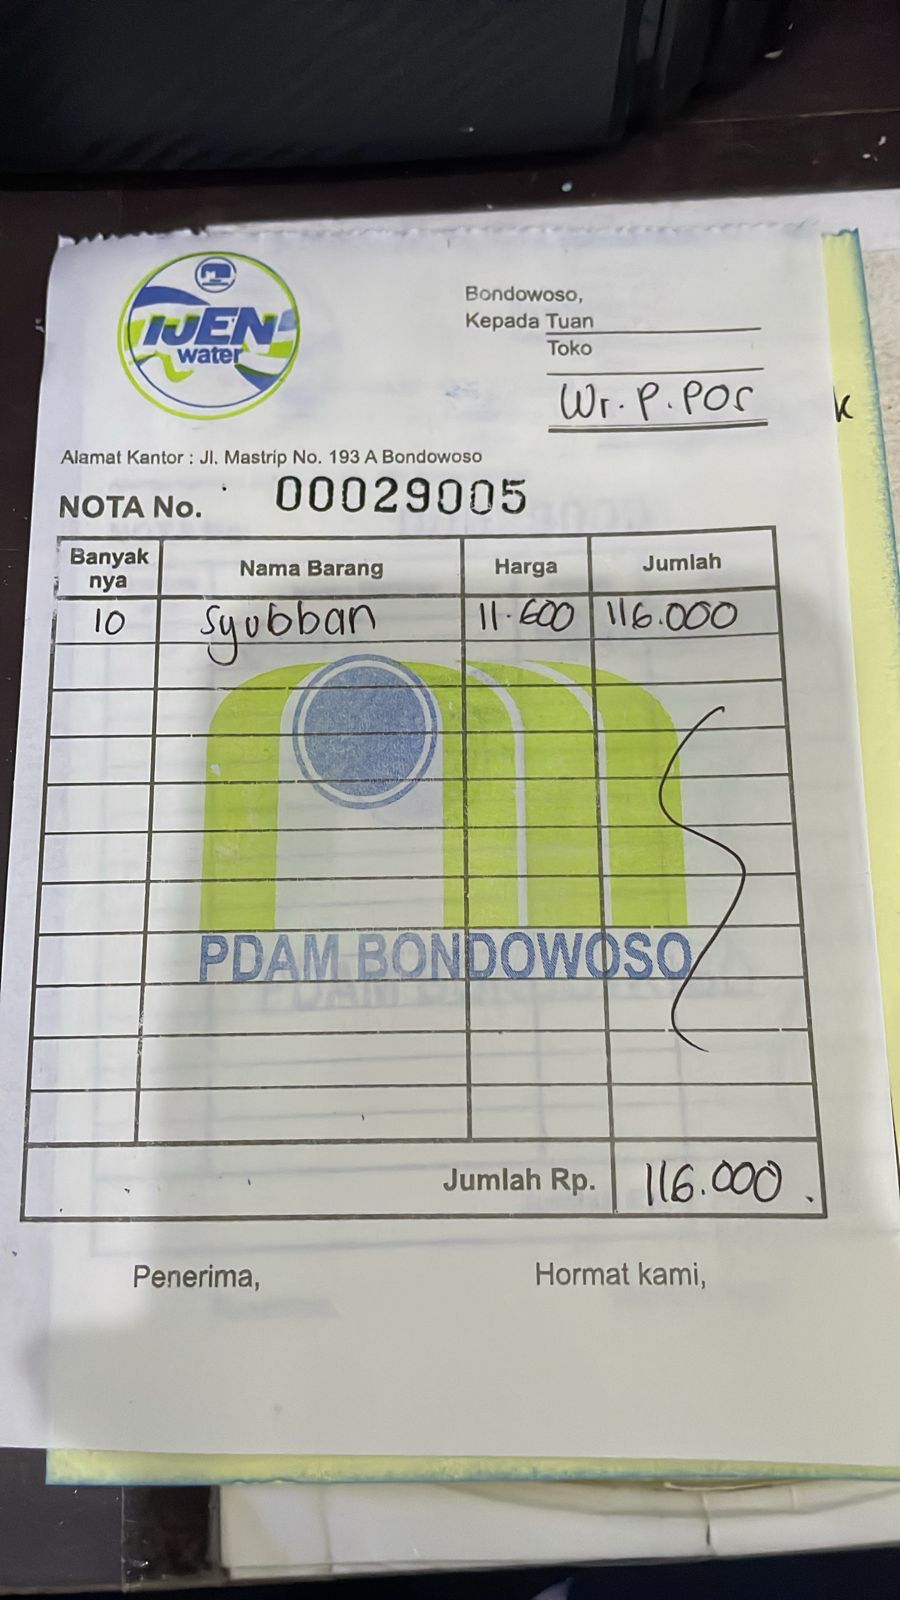 IJEN
water
Bondowoso,
Kepada Tuan
Toko
Wr. P. POS
k
Alamat Kantor : Jl. Mastrip No. 193 A Bondowoso
NOTA No. 00029005
Banyak nya Nama Barang Harga Jumlah
10 Syubban 11.600 116.000
PDAM BONDOWOSO
Jumlah Rp. 116.000
Penerima, Hormat kami,